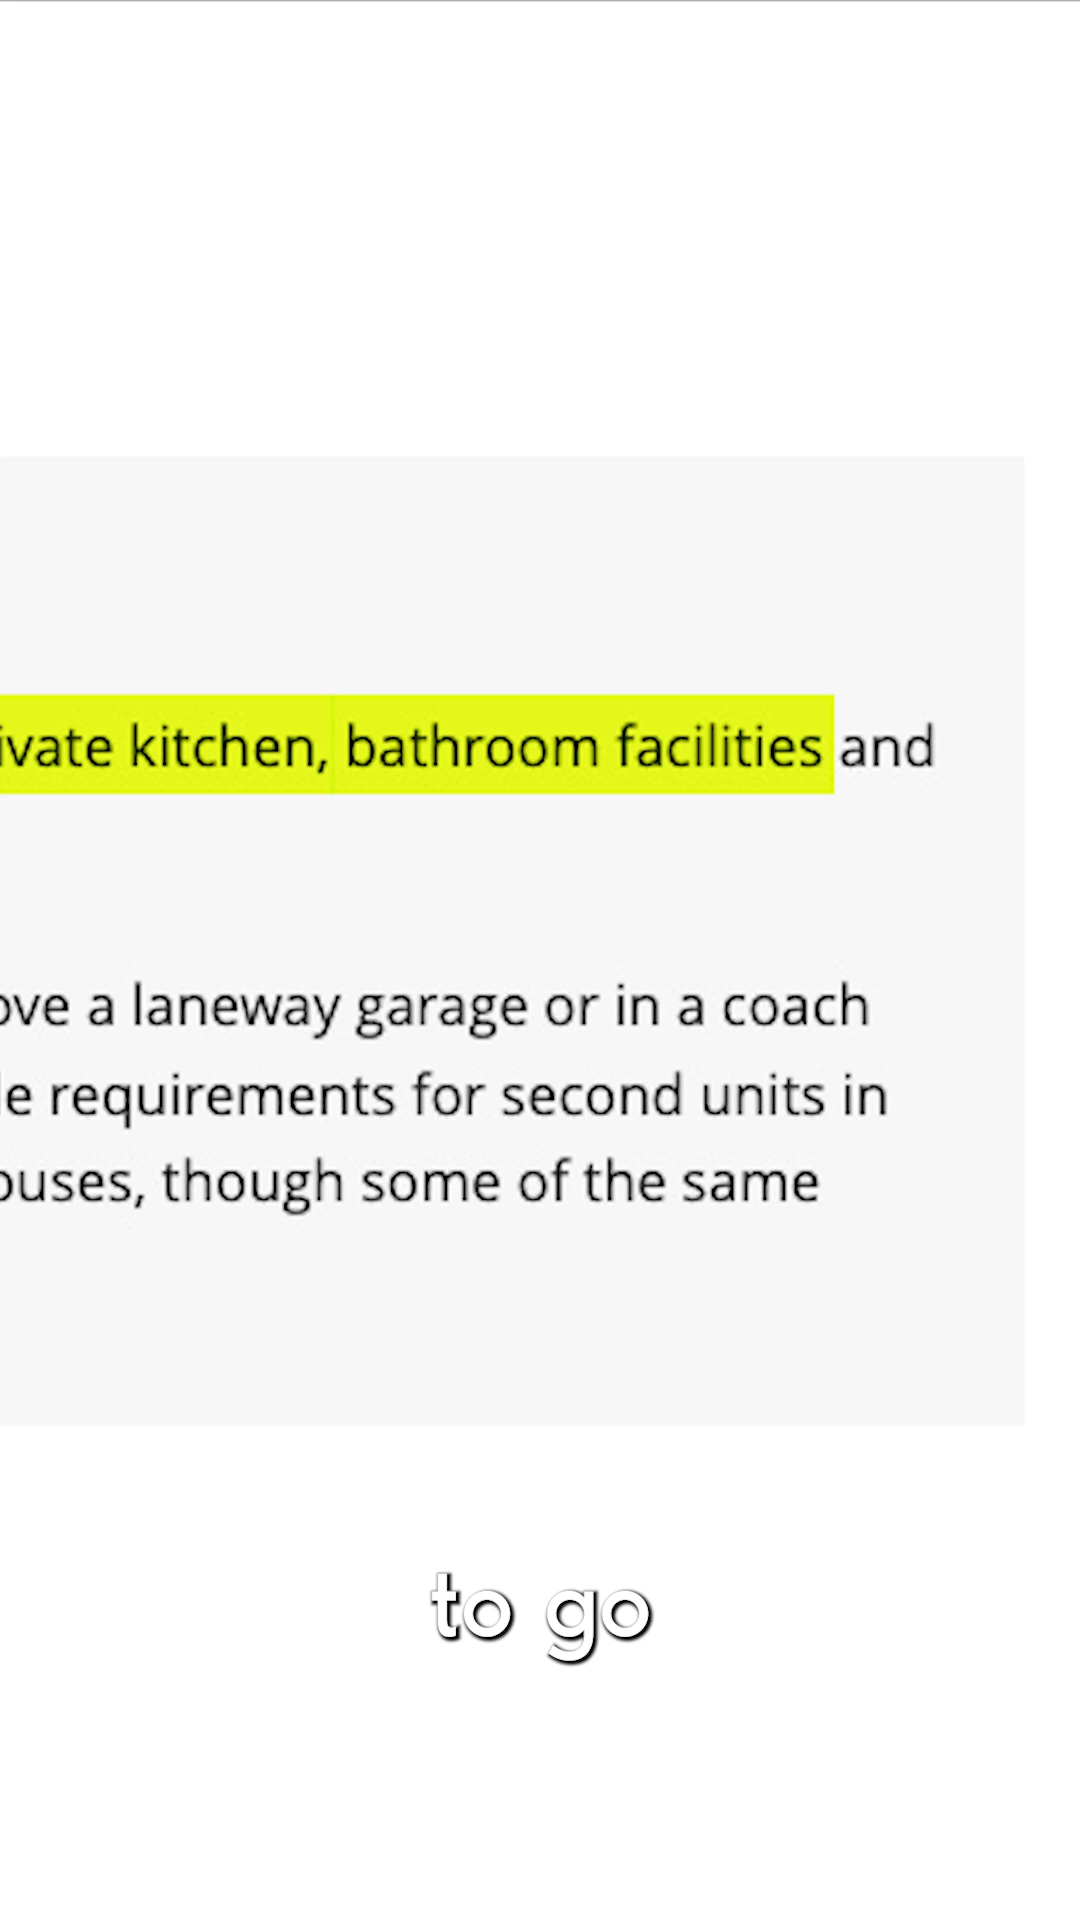 ivate kitchen, bathroom facilities and
ove a laneway garage or in a coach
le requirements for second units in
ouses, though some of the same
to go